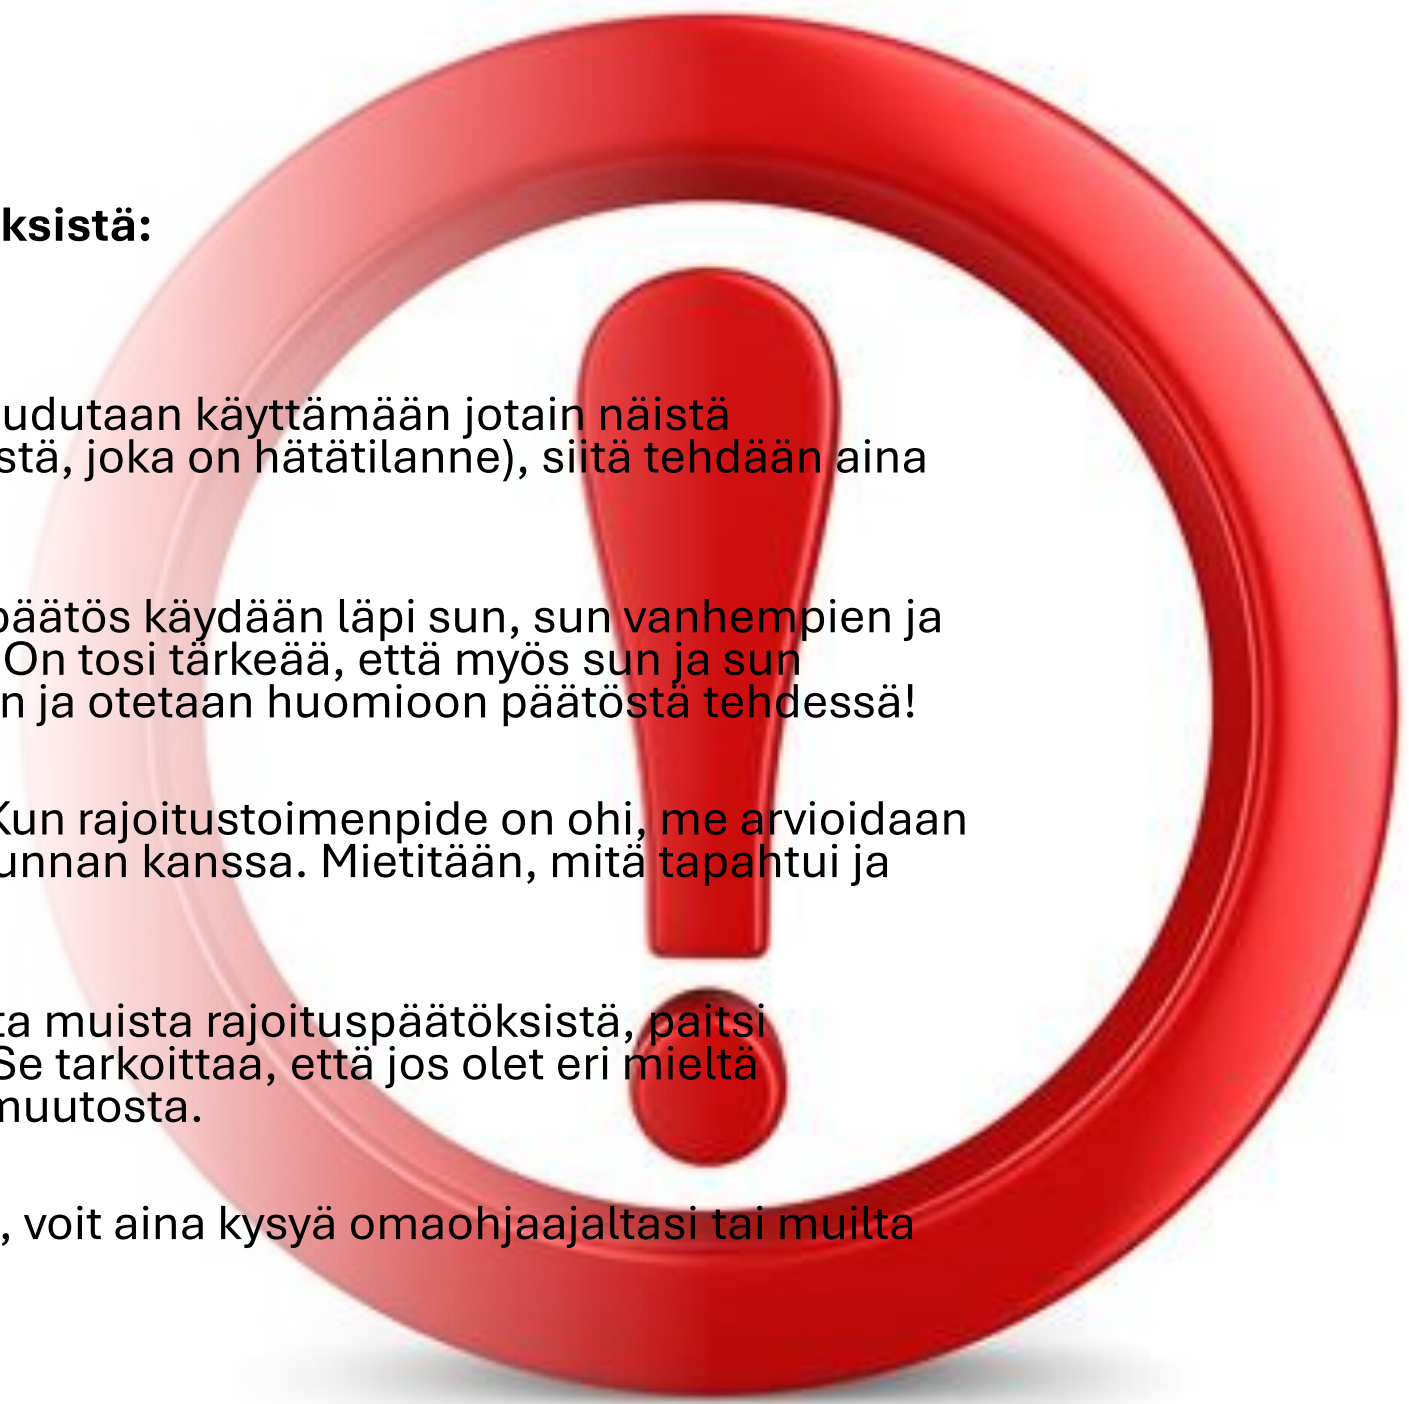 ksistä:
udutaan käyttämään jotain näistä
stä, joka on hätätilanne), siitä tehdään aina
päätös käydään läpi sun, sun vanhempien ja
On tosi tärkeää, että myös sun ja sun
n ja otetaan huomioon päätöstä tehdessä!
Kun rajoitustoimenpide on ohi, me arvioidaan
unnan kanssa. Mietitään, mitä tapahtui ja
ta muista rajoituspäätöksistä, paitsi
Se tarkoittaa, että jos olet eri mieltä
muutosta.
, voit aina kysyä omaohjaajaltasi tai muilta